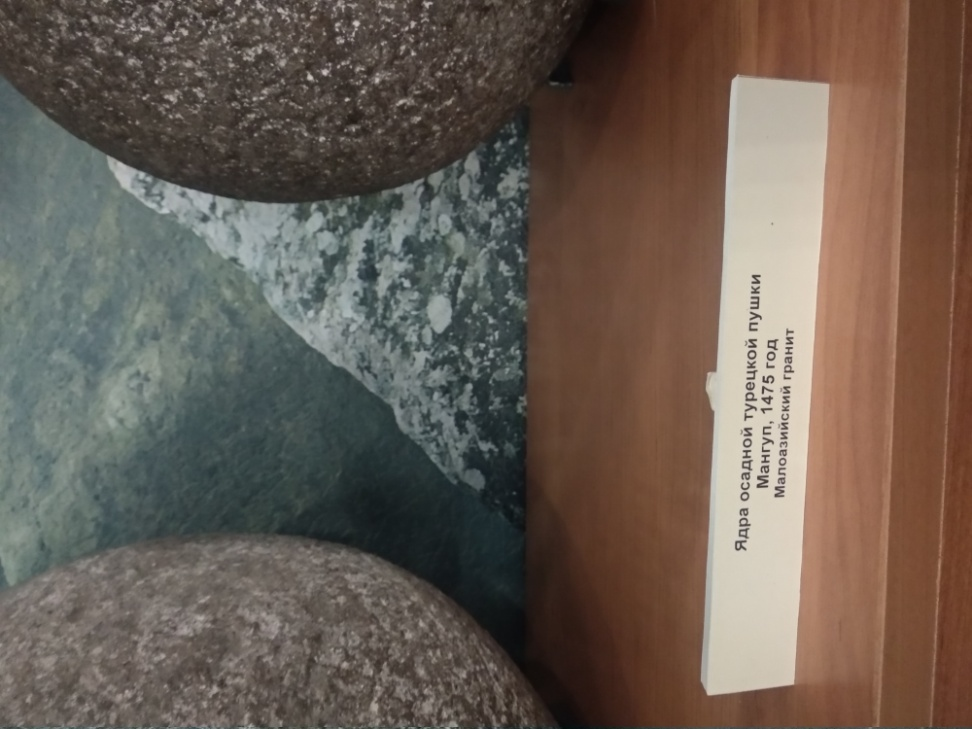 Ядра осадной турецкой пушки
Мангуп, 1475 год
Малоазийский гранит